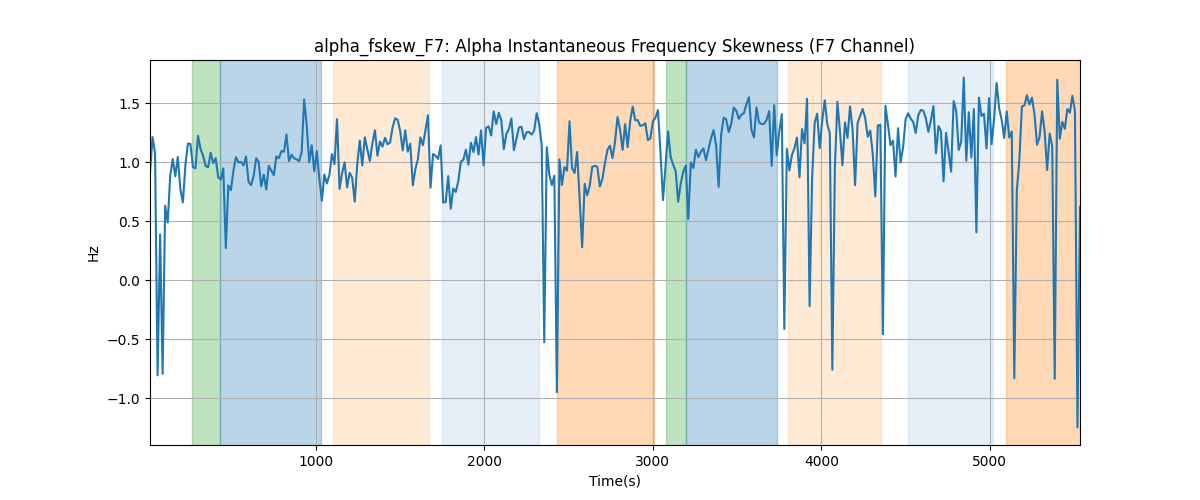 alpha_fskew_F7: Alpha Instantaneous Frequency Skewness (F7 Channel)
1.5
1.0
0.5
0.0
−0.5
−1.0
Hz
1000 2000 3000 4000 5000
Time(s)